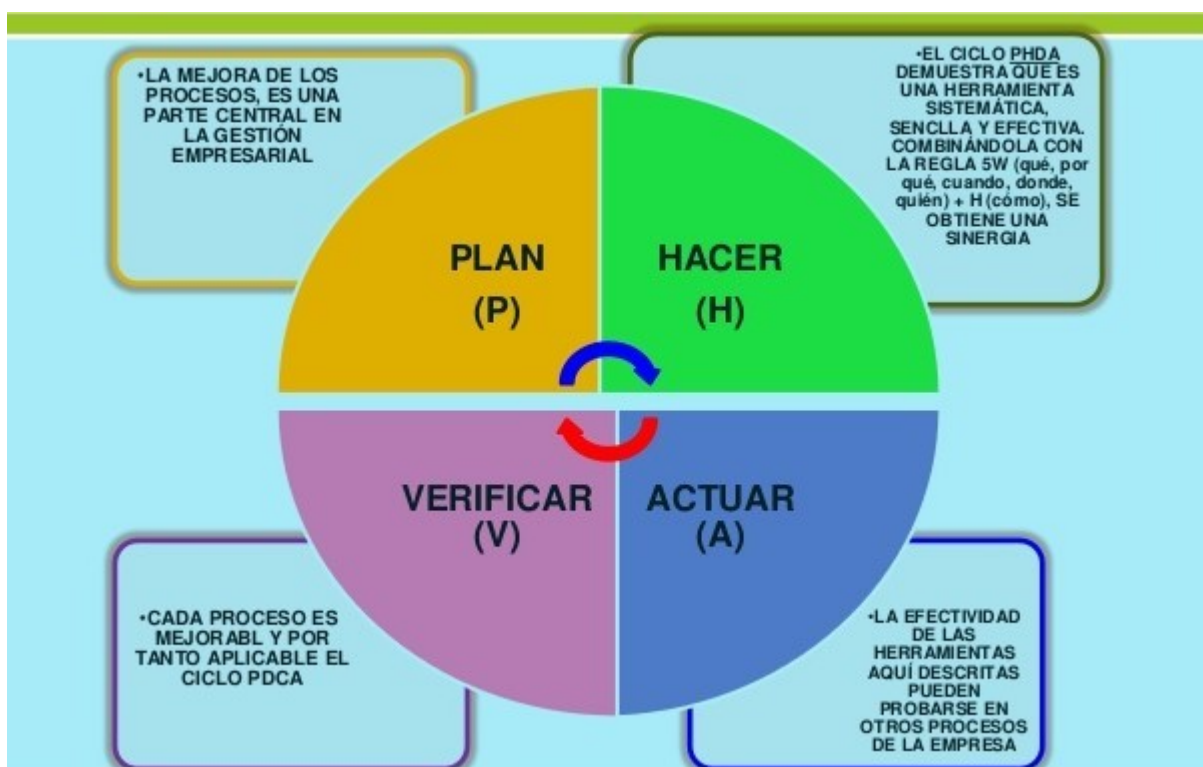 •LA MEJORA DE LOS
PROCESOS, ES UNA
PARTE CENTRAL EN
LA GESTIÓN
EMPRESARIAL
•EL CICLO PHDA
DEMUESTRA QUE ES
UNA HERRAMIENTA
SISTEMÁTICA,
SENCLLA Y EFECTIVA.
COMBINÁNDOLA CON
LA REGLA 5W (qué, por
qué, cuando, donde,
quién) + H (cómo), SE
OBTIENE UNA
SINERGIA
PLAN
(P)
HACER
(H)
VERIFICAR
(V)
ACTUAR
(A)
•CADA PROCESO ES
MEJORABL Y POR
TANTO APLICABLE EL
CICLO PDCA
•LA EFECTIVIDAD
DE LAS
HERRAMIENTAS
AQUÍ DESCRITAS
PUEDEN
PROBARSE EN
OTROS PROCESOS
DE LA EMPRESA